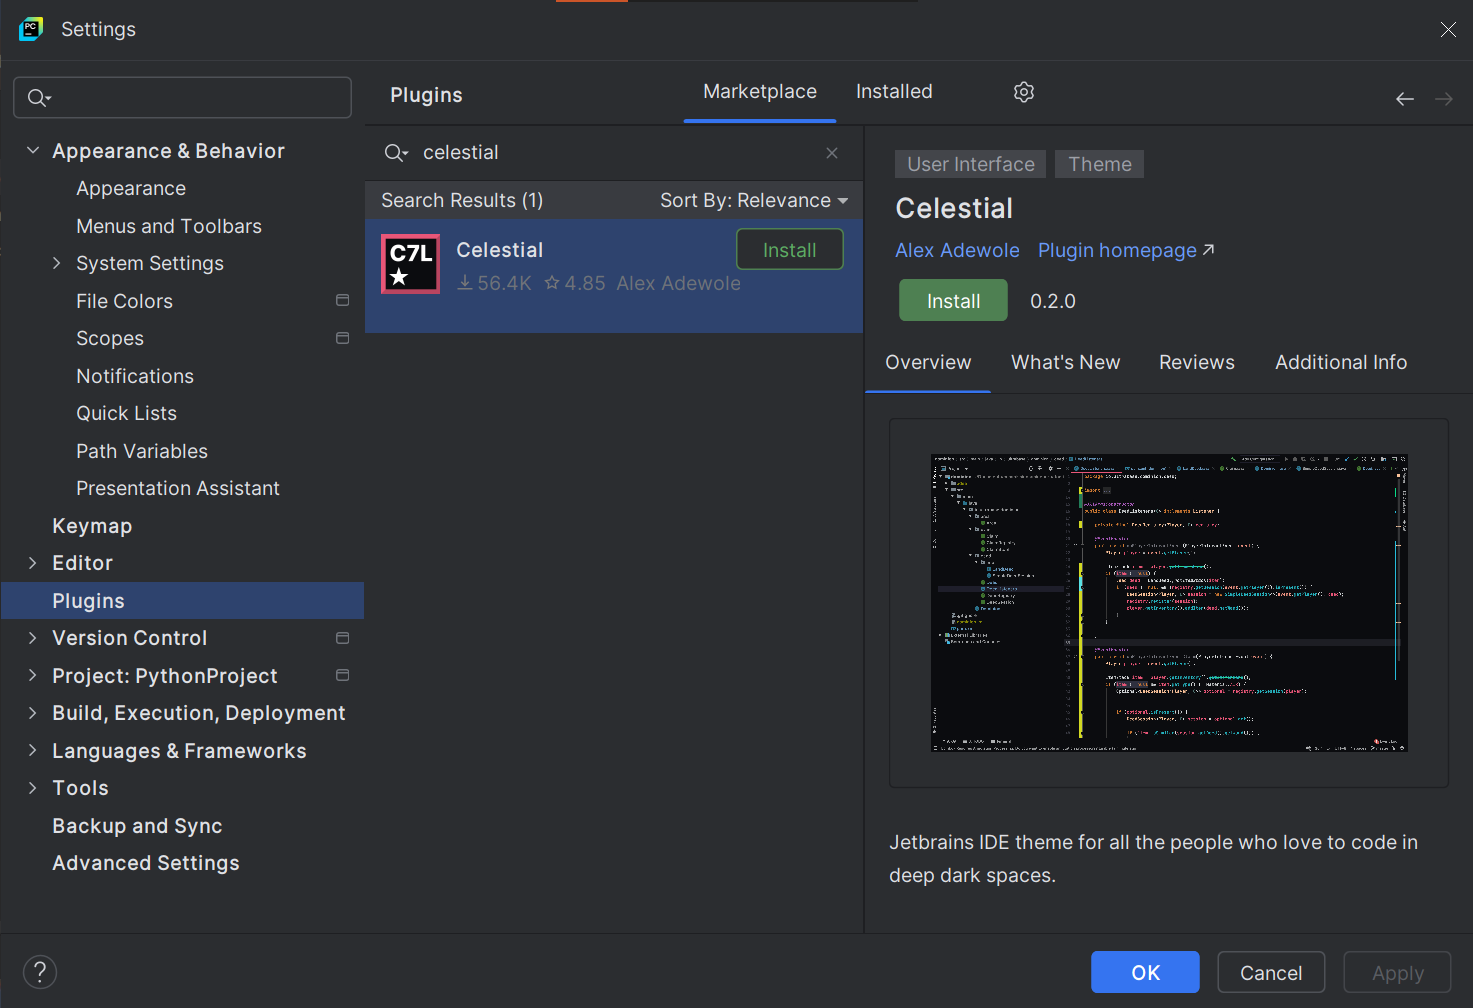 PC
Settings
Plugins
Marketplace
Installed
Appearance & Behavior
Appearance
Menus and Toolbars
System Settings
File Colors
Scopes
Notifications
Quick Lists
Path Variables
Presentation Assistant
Keymap
Editor
Plugins
Version Control
Project: PythonProject
Build, Execution, Deployment
Languages & Frameworks
Tools
Backup and Sync
Advanced Settings
celestial
Search Results (1) Sort By: Relevance
C7L
Celestial
Install
56.4K 4.85 Alex Adewole
User Interface Theme
Celestial
Alex Adewole Plugin homepage
Install 0.2.0
Overview What's New Reviews Additional Info
Jetbrains IDE theme for all the people who love to code in
deep dark spaces.
?
OK Cancel Apply